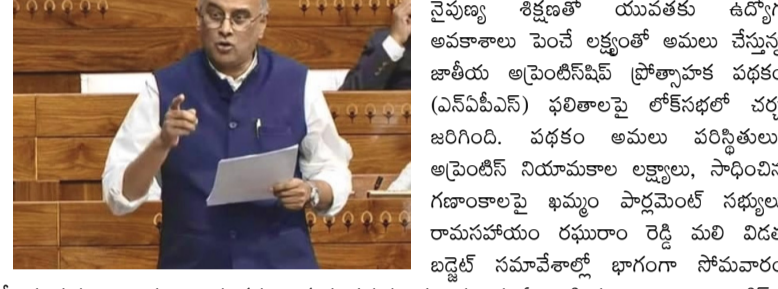 నైపుణ్య శిక్షణతో యువతకు ఉద్యోగ
అవకాశాలు పెంచే లక్ష్యంతో అమలు చేస్తున్న
జాతీయ అప్రెంటిస్‌షిప్ ప్రోత్సాహక పథకం
(ఎన్ఏపీఎస్) ఫలితాలపై లోక్‌సభలో చర్చ
జరిగింది. పథకం అమలు పరిస్థితులు
అప్రెంటిస్ నియామకాల లక్ష్యాలు, సాధించిన
గణాంకాలపై ఖమ్మం పార్లమెంట్ సభ్యులు
రామసహాయం రఘురాం రెడ్డి మలి విడత
బడ్జెట్ సమావేశాల్లో భాగంగా సోమవారం